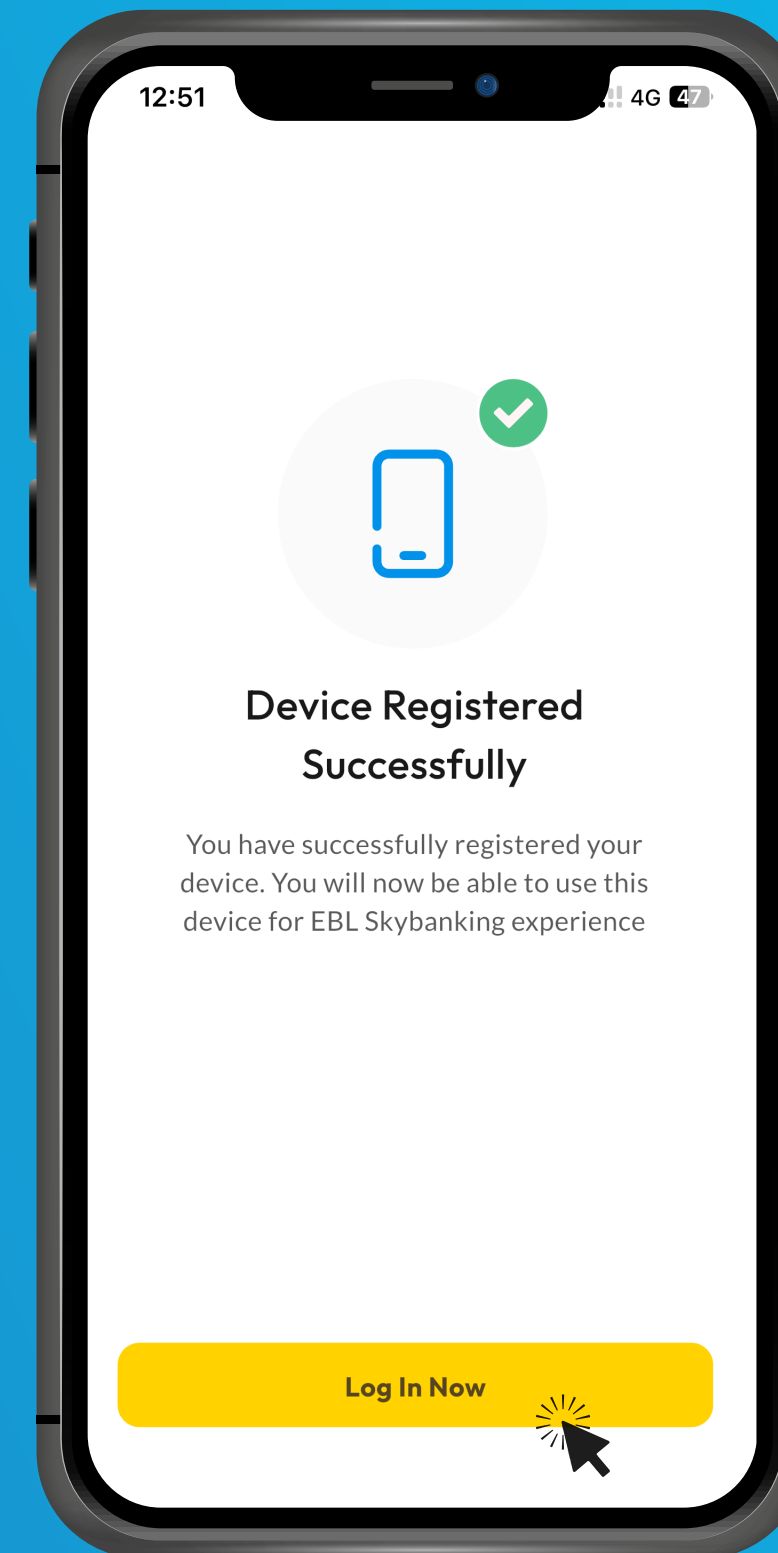 12:51 4G 47
Device Registered
Successfully
You have successfully registered your
device. You will now be able to use this
device for EBL Skybanking experience
Log In Now